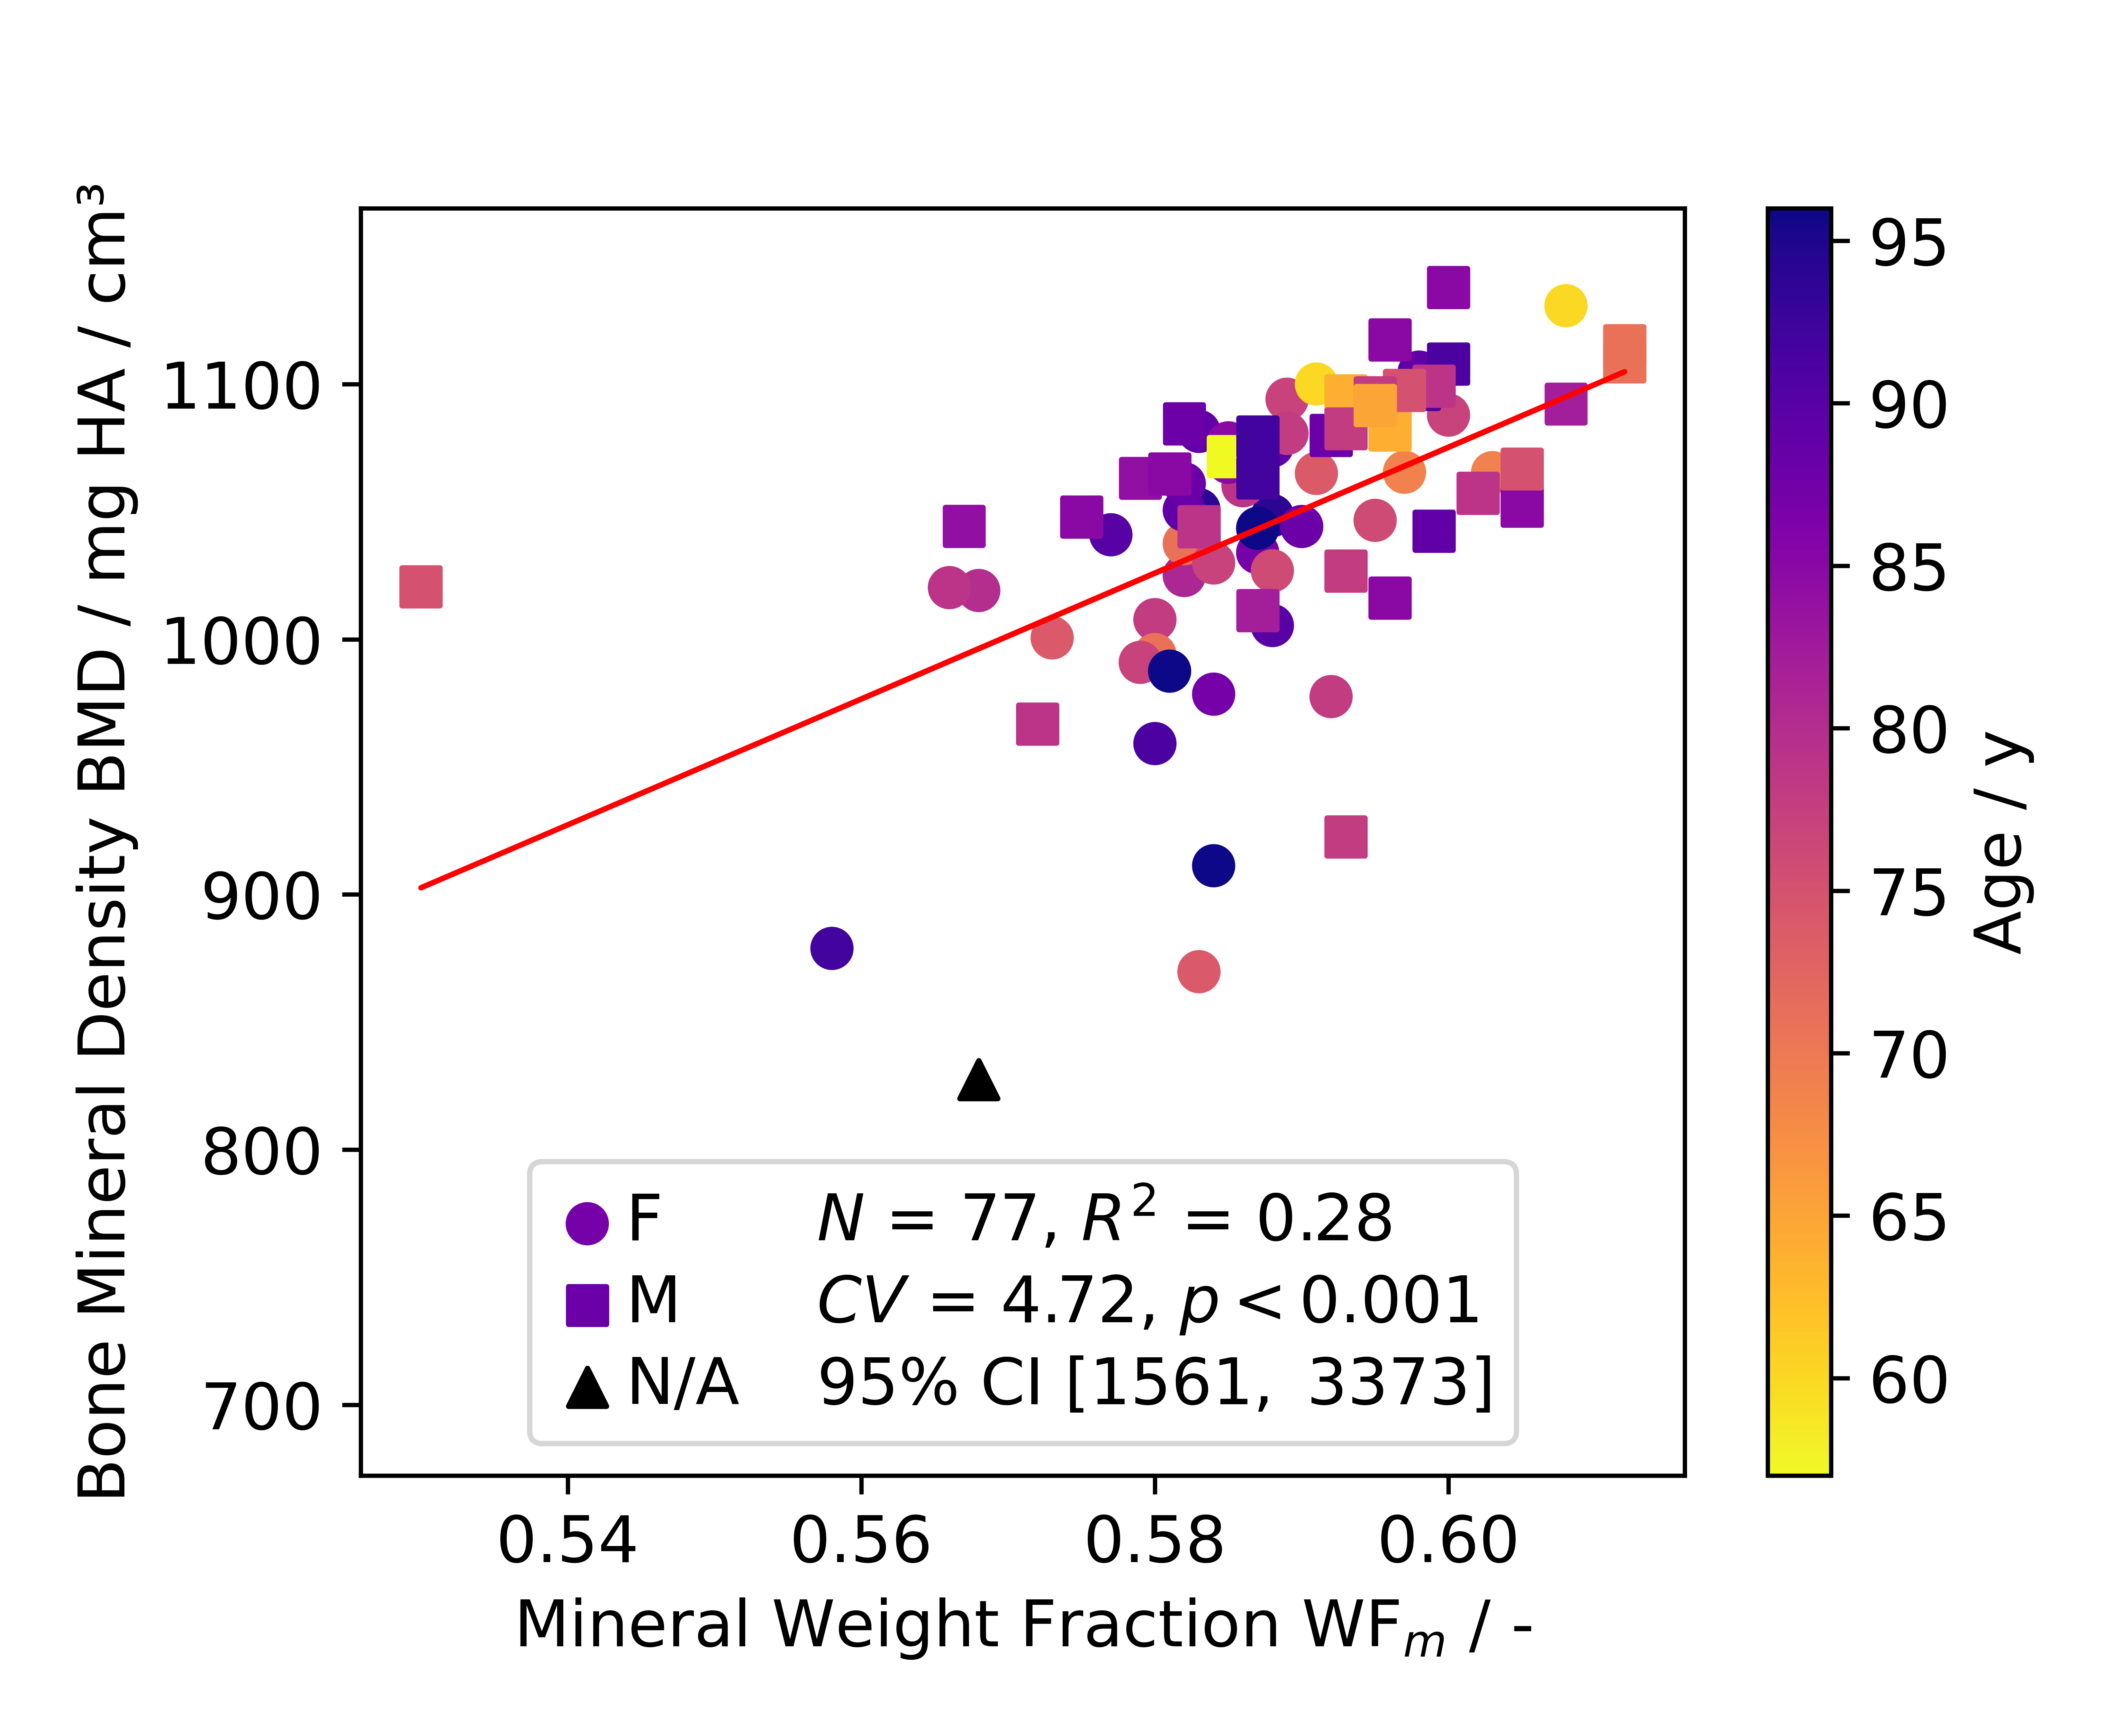 Bone Mineral Density BMD / mg HA / cm³
1100
1000
900
800
700
F N = 77, R² = 0.28
M CV = 4.72, p < 0.001
N/A 95% CI [1561, 3373]
0.54 0.56 0.58 0.60
Mineral Weight Fraction WFₘ / -
95
90
85
80
75
70
65
60
Age / y